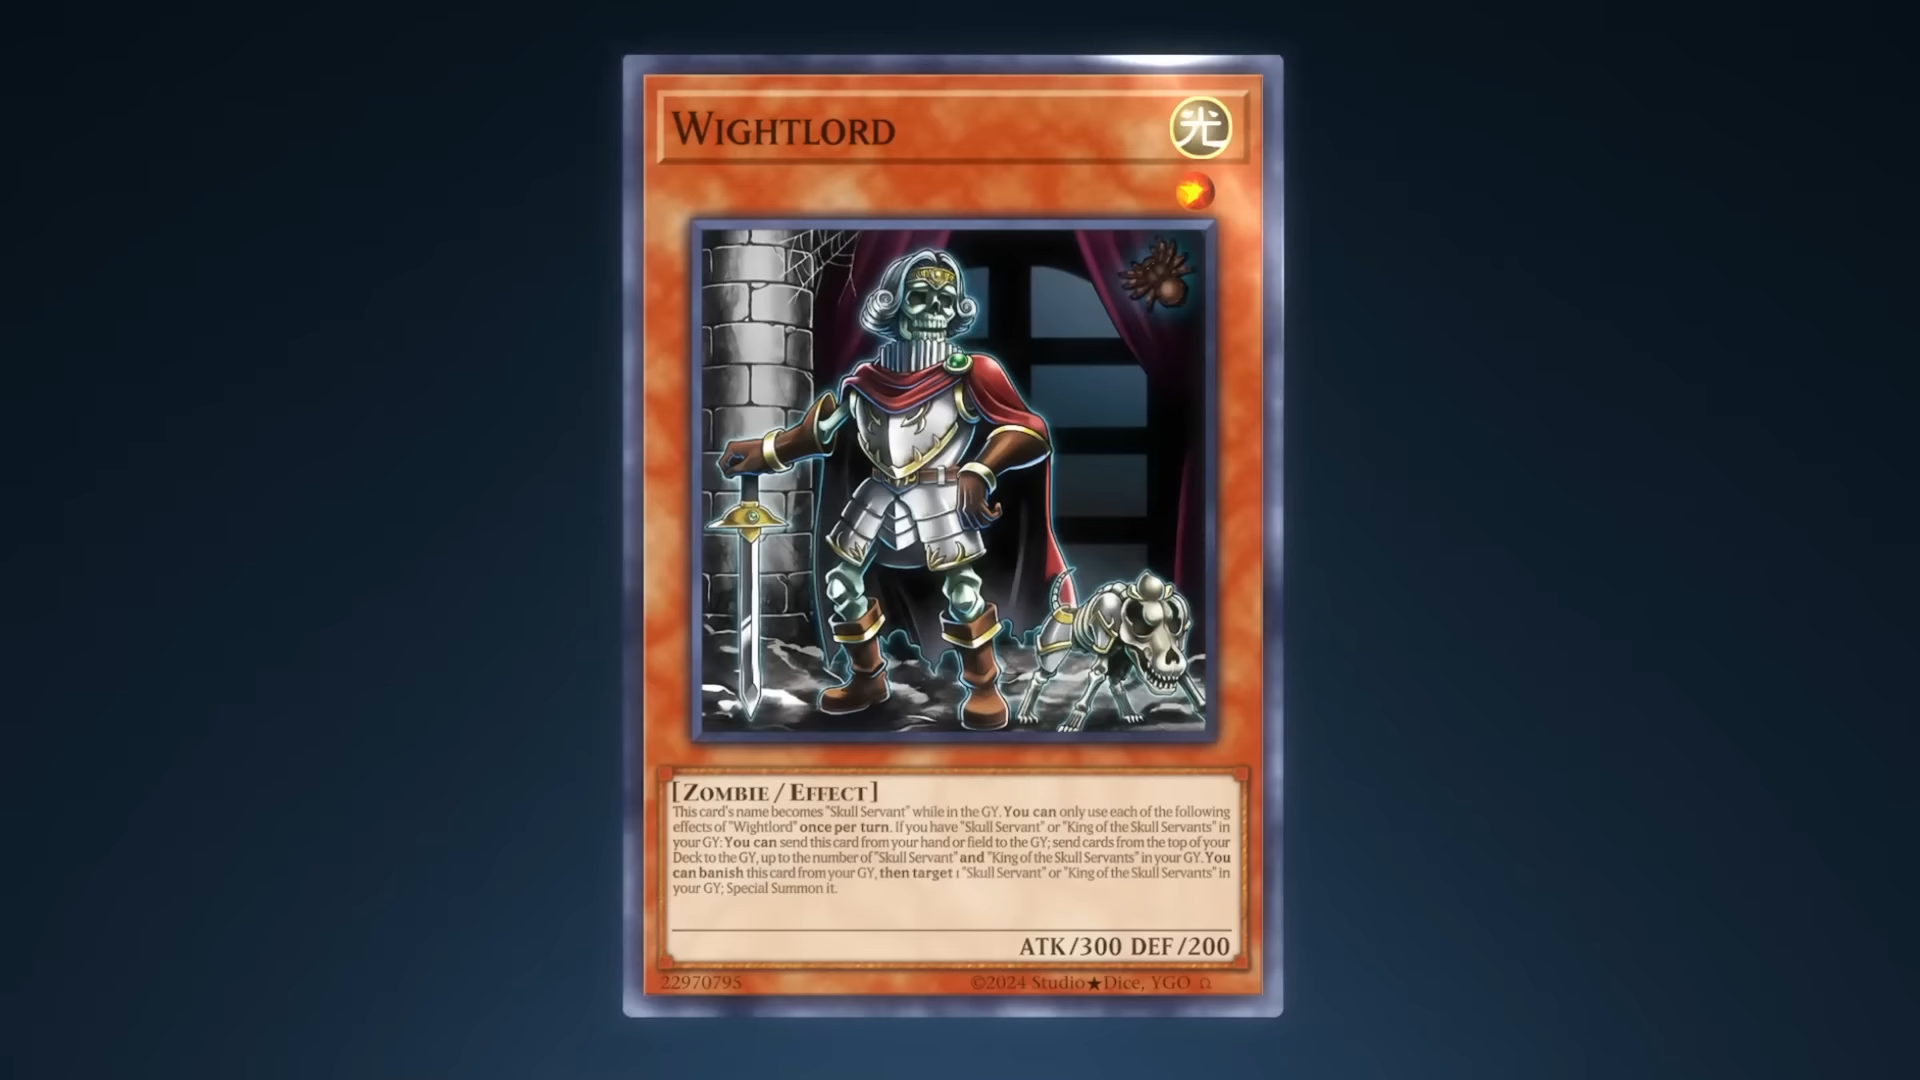 WIGHTLORD
光
[ZOMBIE/EFFECT]
This card's name becomes "Skull Servant" while in the GY. You can only use each of the following
effects of "Wightlord" once per turn. If you have "Skull Servant" or "King of the Skull Servants" in
your GY: You can send this card from your hand or field to the GY; send cards from the top of your
Deck to the GY, up to the number of "Skull Servant" and "King of the Skull Servants" in your GY. You
can banish this card from your GY, then target 1 "Skull Servant" or "King of the Skull Servants" in
your GY; Special Summon it.
ATK/300 DEF/200
22970795
©2024 Studio★Dice, YGO Ω